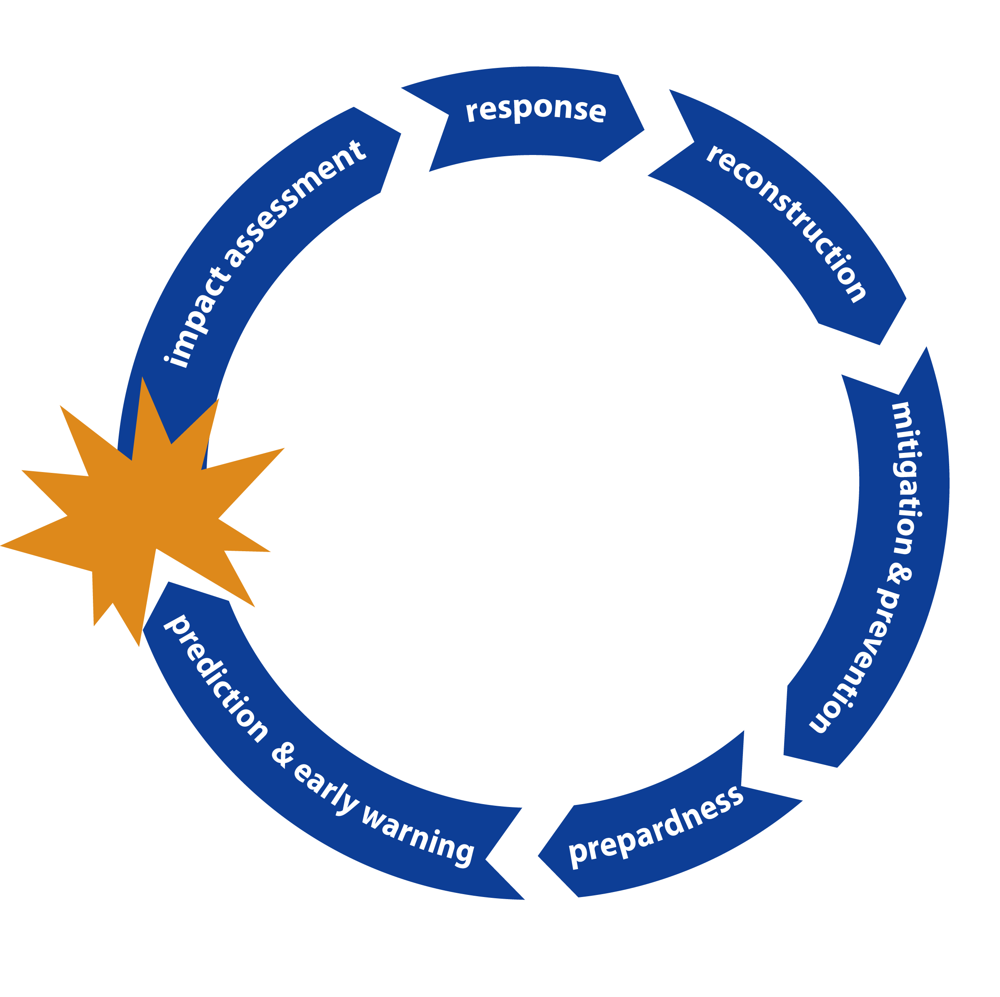 impact assessment
response
reconstruction
mitigation & prevention
prepardness
prediction & early warning